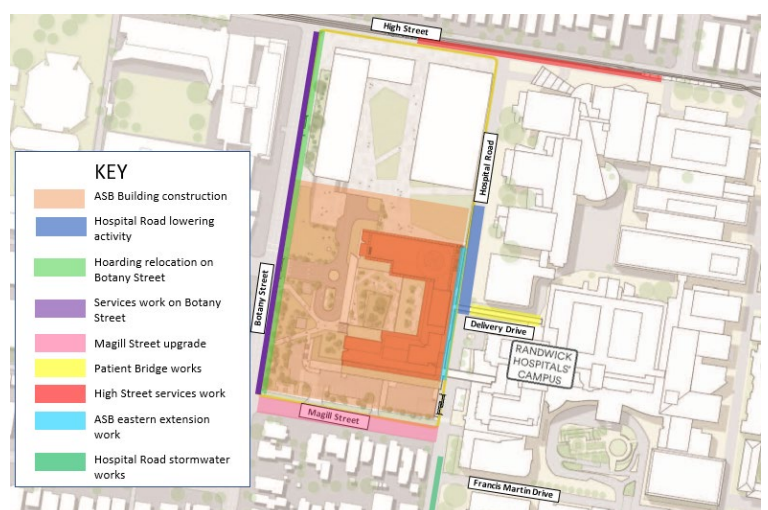 High Street
Hospital Road
KEY
ASB Building construction
Hospital Road lowering
activity
Hoarding relocation on
Botany Street
Services work on Botany
Street
Magill Street upgrade
Patient Bridge works
High Street services work
ASB eastern extension
work
Hospital Road stormwater
works
Botany Street
Delivery Drive
RANDWICK
HOSPITALS'
CAMPUS
Magill Street
Francis Martin Drive